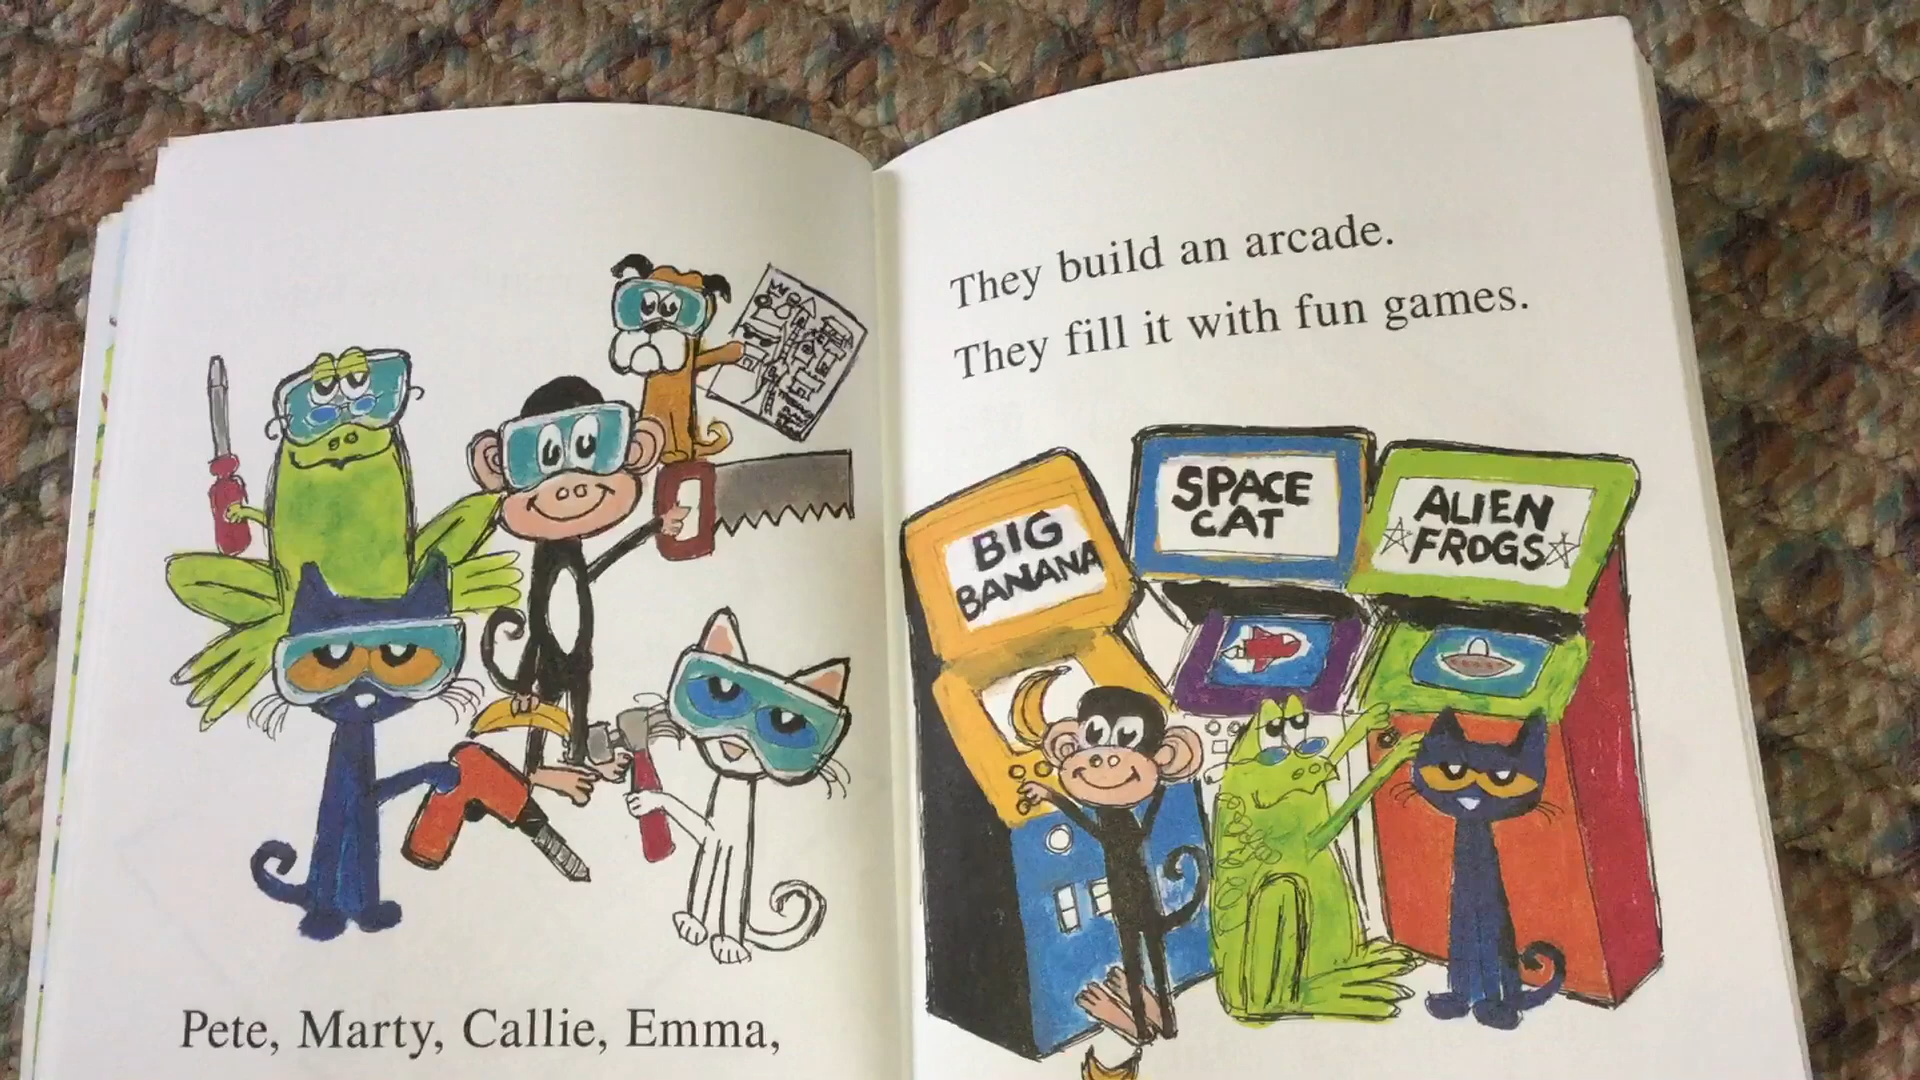 Pete, Marty, Callie, Emma,
They build an arcade.
They fill it with fun games.
BIG
BANANA
SPACE
CAT
ALIEN
FROGS